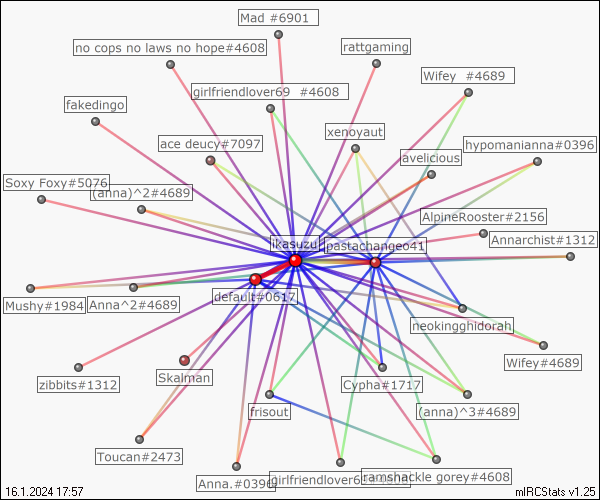 Mad #6901
no cops no laws no hope#4608
rattgaming
Wifey #4689
girlfriendlover69 #4608
fakedingo
xenoyaut
ace deucy#7097
hypomanianna#0396
avelicious
Soxy Foxy#5076
(anna)^2#4689
AlpineRooster#2156
Annarchist#1312
ikasuzu
pastachangeo41
default#0617
Mushy#1984
Anna^2#4689
neokingghidorah
Wifey#4689
Skalman
zibbits#1312
Cypha#1717
frisout
(anna)^3#4689
Toucan#2473
Anna.#0396
girlfriendlover69
ramshackle gorey#4608
16.1.2024 17:57
mIRCStats v1.25